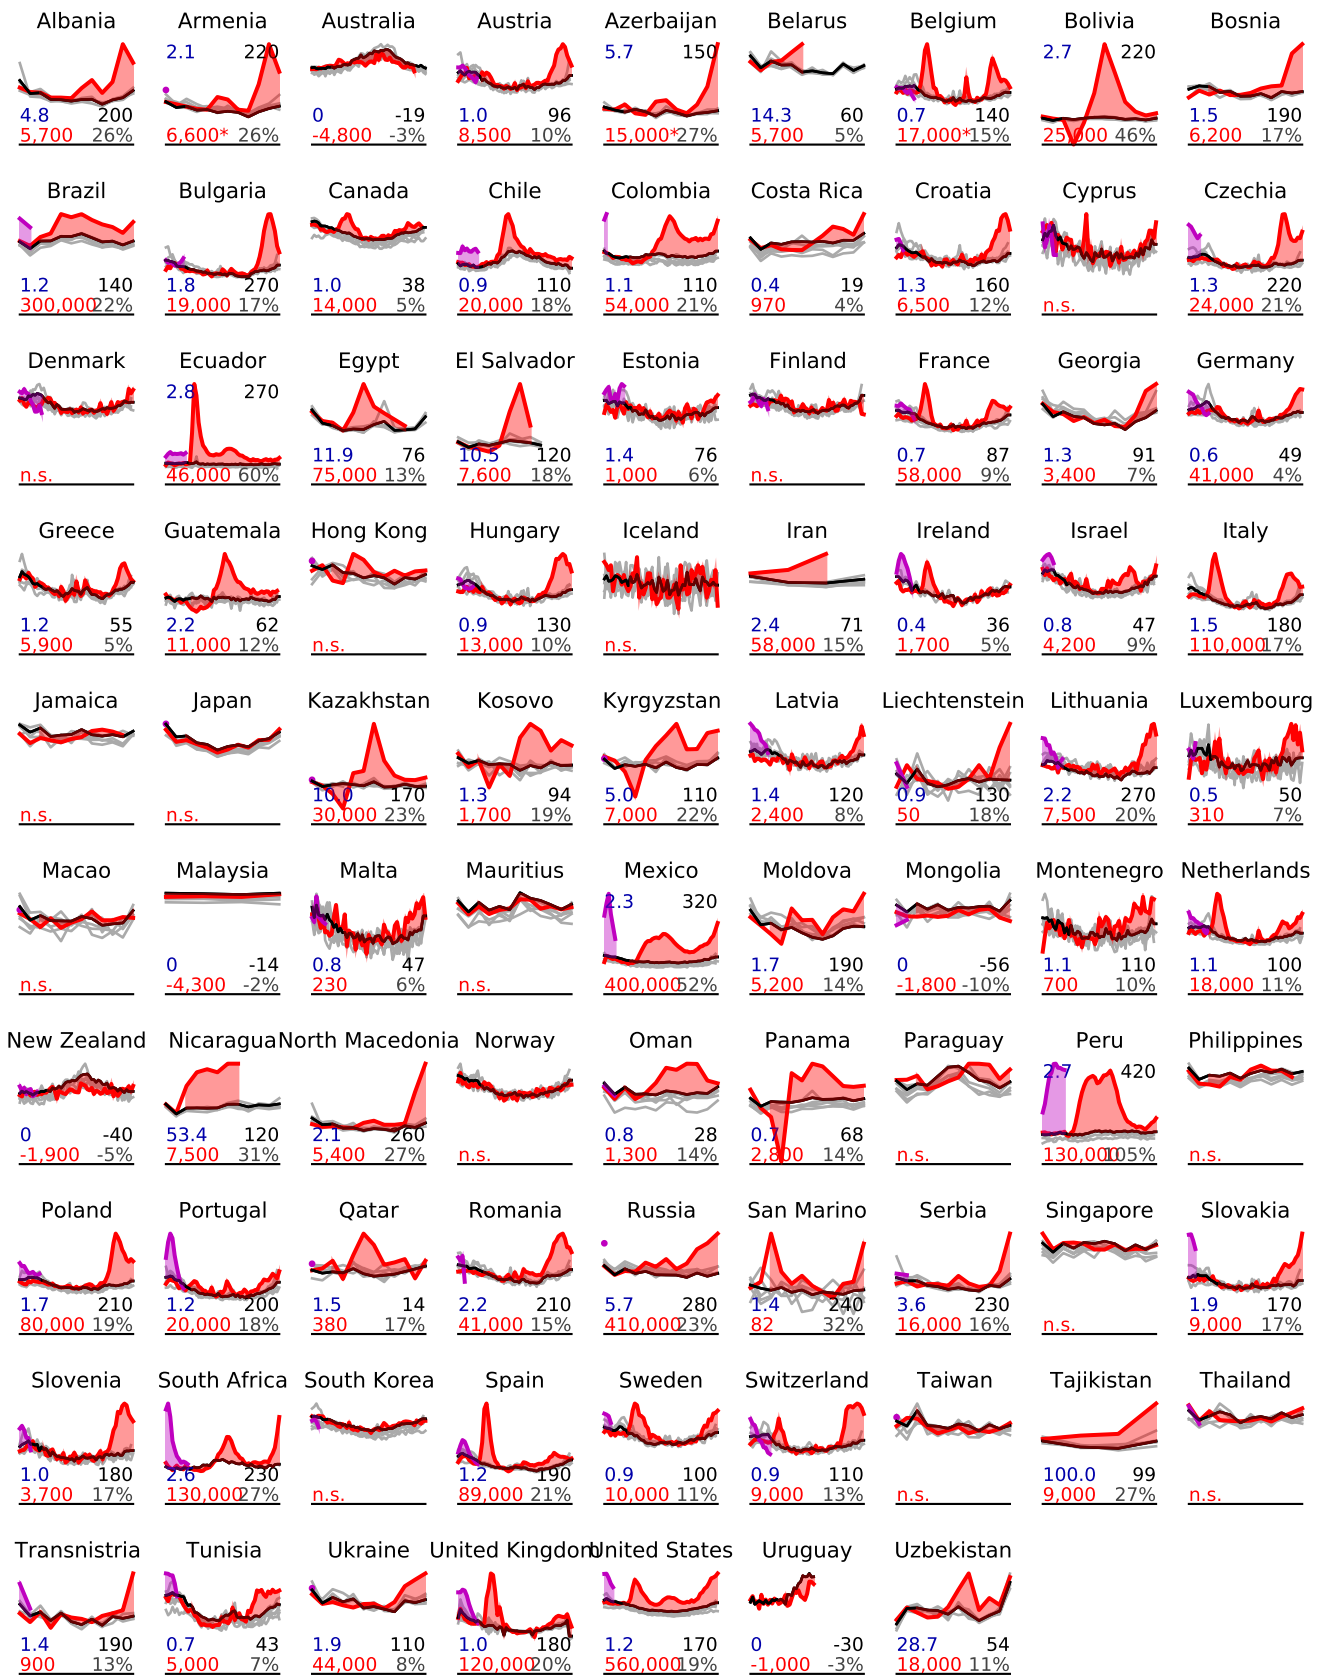 Albania Armenia Australia Austria Azerbaijan Belarus Belgium Bolivia Bosnia
2.1 220 5.7 150 2.7 220
4.8 200 0 -19 1.0 96 14.3 60 0.7 140 1.5 190
5,700 26% 6,600* 26% -4,800 -3% 8,500 10% 15,000* 27% 5,700 5% 17,000* 15% 25,000 46% 6,200 17%
Brazil Bulgaria Canada Chile Colombia Costa Rica Croatia Cyprus Czechia
1.2 140 1.8 270 1.0 38 0.9 110 1.1 110 0.4 19 1.3 160 1.3 220
300,000 22% 19,000 17% 14,000 5% 20,000 18% 54,000 21% 970 4% 6,500 12% n.s. 24,000 21%
Denmark Ecuador Egypt El Salvador Estonia Finland France Georgia Germany
2.8 270
11.9 76 10.5 120 1.4 76 0.7 87 1.3 91 0.6 49
n.s. 46,000 60% 75,000 13% 7,600 18% 1,000 6% n.s. 58,000 9% 3,400 7% 41,000 4%
Greece Guatemala Hong Kong Hungary Iceland Iran Ireland Israel Italy
1.2 55 2.2 62 0.9 130 2.4 71 0.4 36 0.8 47 1.5 180
5,900 5% 11,000 12% n.s. 13,000 10% n.s. 58,000 15% 1,700 5% 4,200 9% 110,000 17%
Jamaica Japan Kazakhstan Kosovo Kyrgyzstan Latvia Liechtenstein Lithuania Luxembourg
10.0 170 1.3 94 5.0 110 1.4 120 0.9 130 2.2 270 0.5 50
n.s. n.s. 30,000 23% 1,700 19% 7,000 22% 2,400 8% 50 18% 7,500 20% 310 7%
Macao Malaysia Malta Mauritius Mexico Moldova Mongolia Montenegro Netherlands
2.3 320
0 -14 0.8 47 1.7 190 0 -56 1.1 110 1.1 100
n.s. -4,300 -2% 230 6% n.s. 400,000 52% 5,200 14% -1,800 -10% 700 10% 18,000 11%
New Zealand Nicaragua North Macedonia Norway Oman Panama Paraguay Peru Philippines
2.7 420
0 -40 53.4 120 2.1 260 0.8 28 0.7 68
-1,900 -5% 7,500 31% 5,400 27% n.s. 1,300 14% 2,800 14% n.s. 130,000 105% n.s.
Poland Portugal Qatar Romania Russia San Marino Serbia Singapore Slovakia
1.7 210 1.2 200 1.5 14 2.2 210 5.7 280 1.4 240 3.6 230 1.9 170
80,000 19% 20,000 18% 380 17% 41,000 15% 410,000 23% 82 32% 16,000 16% n.s. 9,000 17%
Slovenia South Africa South Korea Spain Sweden Switzerland Taiwan Tajikistan Thailand
1.0 180 2.6 230 1.2 190 0.9 100 0.9 110 100.0 99
3,700 17% 130,000 27% n.s. 89,000 21% 10,000 11% 9,000 13% n.s. 9,000 27% n.s.
Transnistria Tunisia Ukraine United Kingdom United States Uruguay Uzbekistan
1.4 190 0.7 43 1.9 110 1.0 180 1.2 170 0 -30 28.7 54
900 13% 5,000 7% 44,000 8% 120,000 20% 560,000 19% -1,000 -3% 18,000 11%